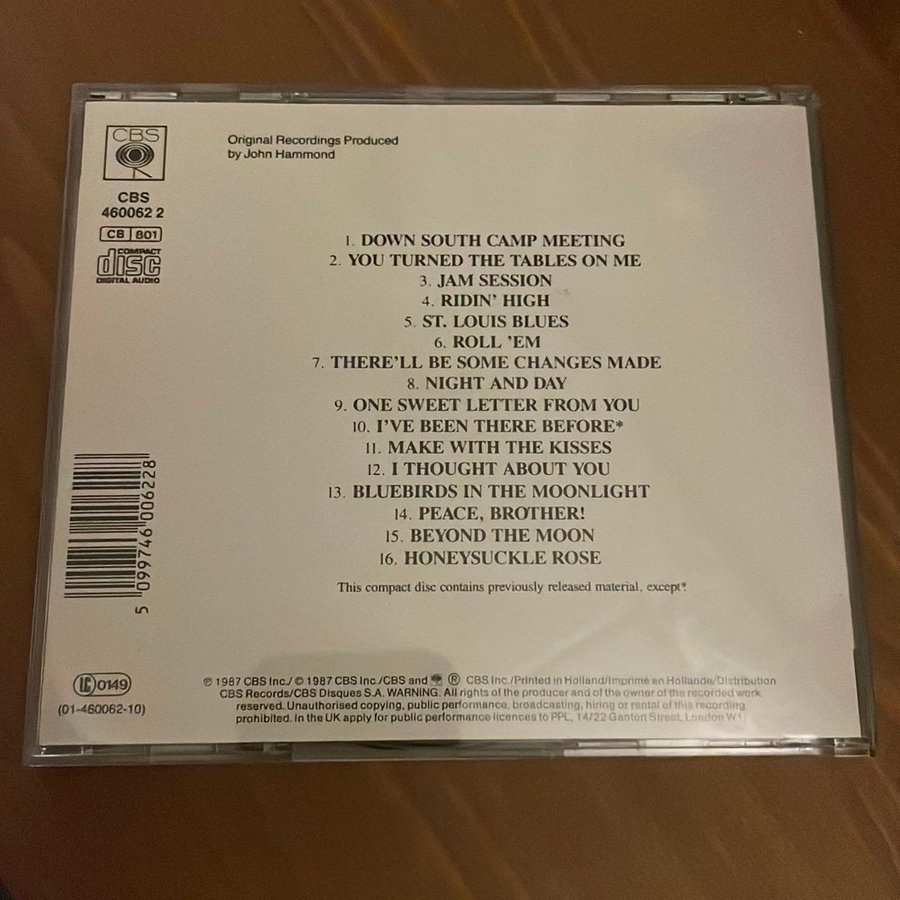 CBS
Original Recordings Produced
by John Hammond
CBS
460062 2
CB 801
COMPACT
disc
DIGITAL AUDIO
1. DOWN SOUTH CAMP MEETING
2. YOU TURNED THE TABLES ON ME
3. JAM SESSION
4. RIDIN' HIGH
5. ST. LOUIS BLUES
6. ROLL 'EM
7. THERE'LL BE SOME CHANGES MADE
8. NIGHT AND DAY
9. ONE SWEET LETTER FROM YOU
10. I'VE BEEN THERE BEFORE*
11. MAKE WITH THE KISSES
12. I THOUGHT ABOUT YOU
13. BLUEBIRDS IN THE MOONLIGHT
14. PEACE, BROTHER!
15. BEYOND THE MOON
16. HONEYSUCKLE ROSE
This compact disc contains previously released material, except*.
5 099746 006228
LC 0149
(01-460062-10)
℗ 1987 CBS Inc./ © 1987 CBS Inc./CBS and ® CBS Inc./Printed in Holland/Imprime en Hollande/Distribution
CBS Records/CBS Disques S.A. WARNING. All rights of the producer and of the owner of the recorded work
reserved. Unauthorised copying, public performance, broadcasting, hiring or rental of this recording
prohibited. In the UK apply for public performance licences to PPL, 14/22 Ganton Street, London W1.